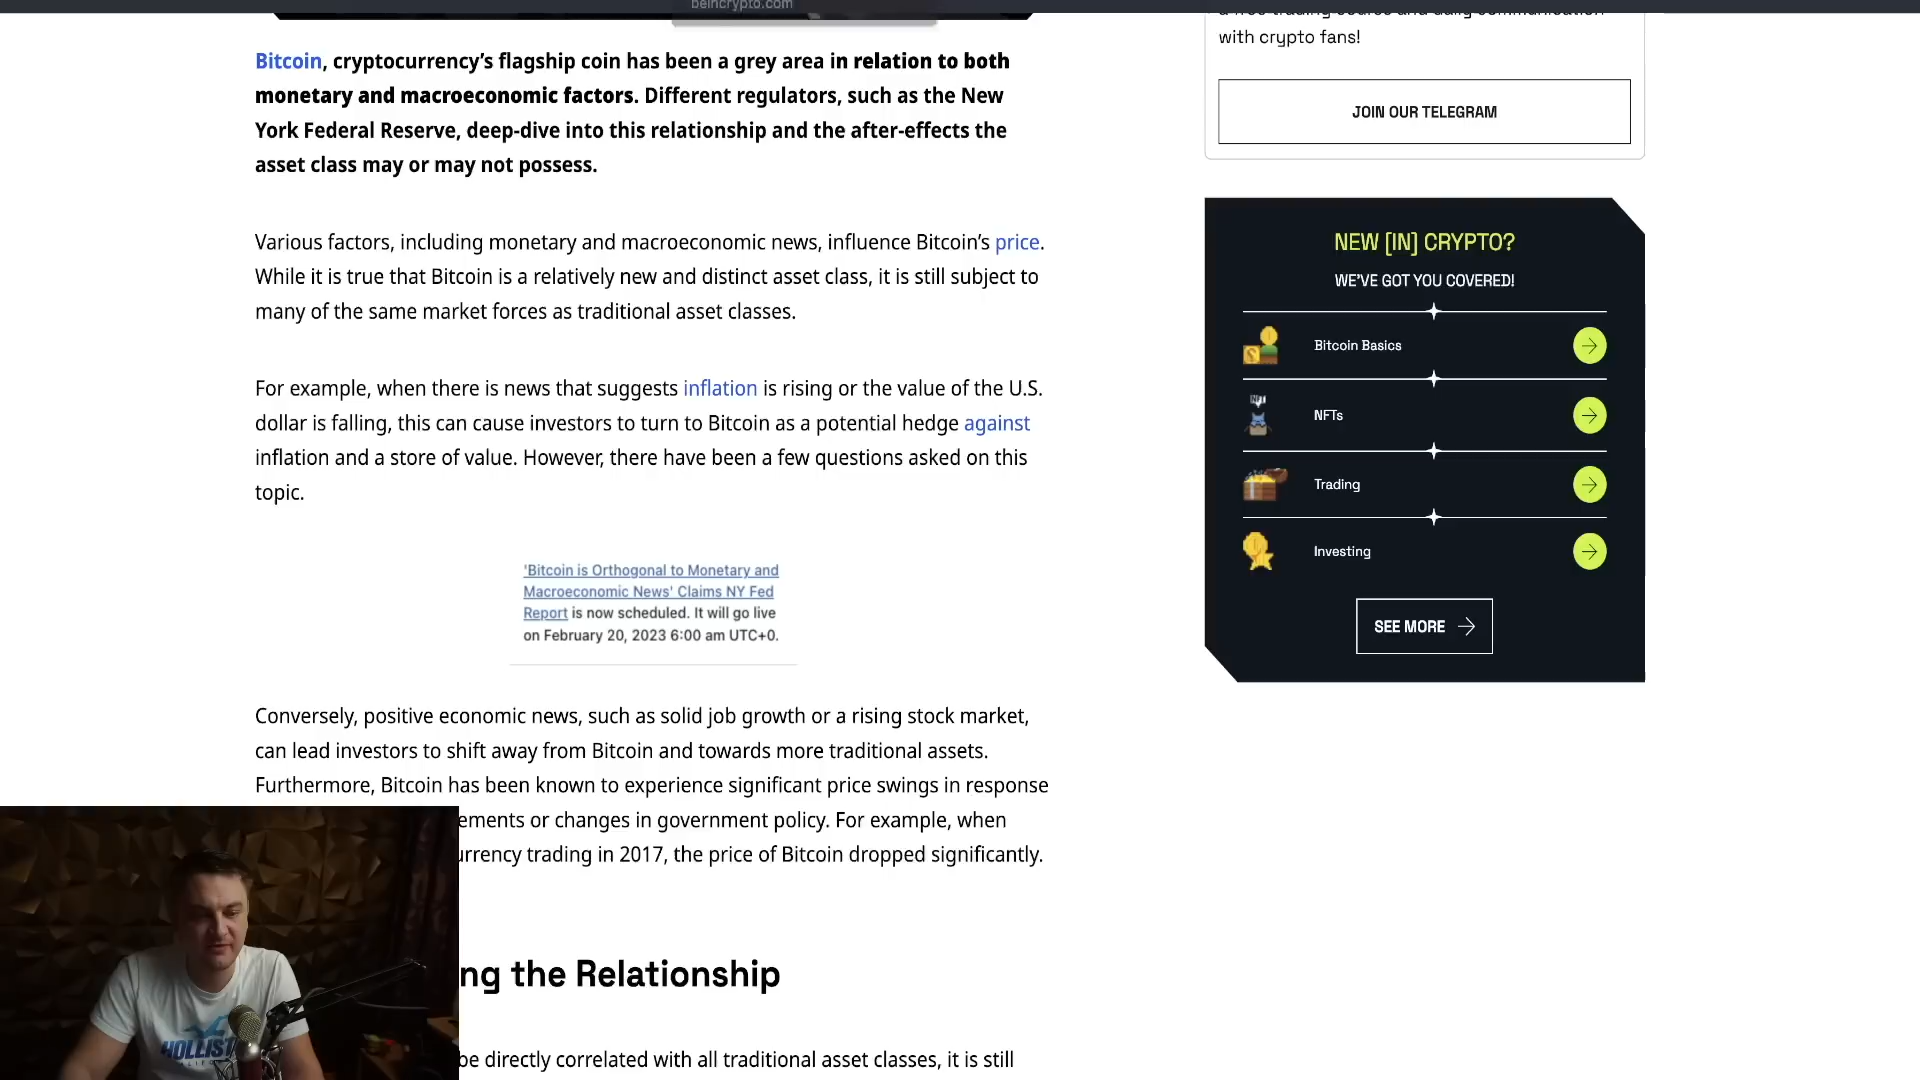 beincrypto.com
Bitcoin, cryptocurrency's flagship coin has been a grey area in relation to both
monetary and macroeconomic factors. Different regulators, such as the New
York Federal Reserve, deep-dive into this relationship and the after-effects the
asset class may or may not possess.
Various factors, including monetary and macroeconomic news, influence Bitcoin's price.
While it is true that Bitcoin is a relatively new and distinct asset class, it is still subject to
many of the same market forces as traditional asset classes.
For example, when there is news that suggests inflation is rising or the value of the U.S.
dollar is falling, this can cause investors to turn to Bitcoin as a potential hedge against
inflation and a store of value. However, there have been a few questions asked on this
topic.
'Bitcoin is Orthogonal to Monetary and
Macroeconomic News' Claims NY Fed
Report is now scheduled. It will go live
on February 20, 2023 6:00 am UTC+0.
Conversely, positive economic news, such as solid job growth or a rising stock market,
can lead investors to shift away from Bitcoin and towards more traditional assets.
Furthermore, Bitcoin has been known to experience significant price swings in response
ements or changes in government policy. For example, when
urrency trading in 2017, the price of Bitcoin dropped significantly.
ng the Relationship
be directly correlated with all traditional asset classes, it is still
a free trading course and daily communication
with crypto fans!
JOIN OUR TELEGRAM
NEW [IN] CRYPTO?
WE'VE GOT YOU COVERED!
Bitcoin Basics
NFTs
Trading
Investing
SEE MORE
HOLLIST